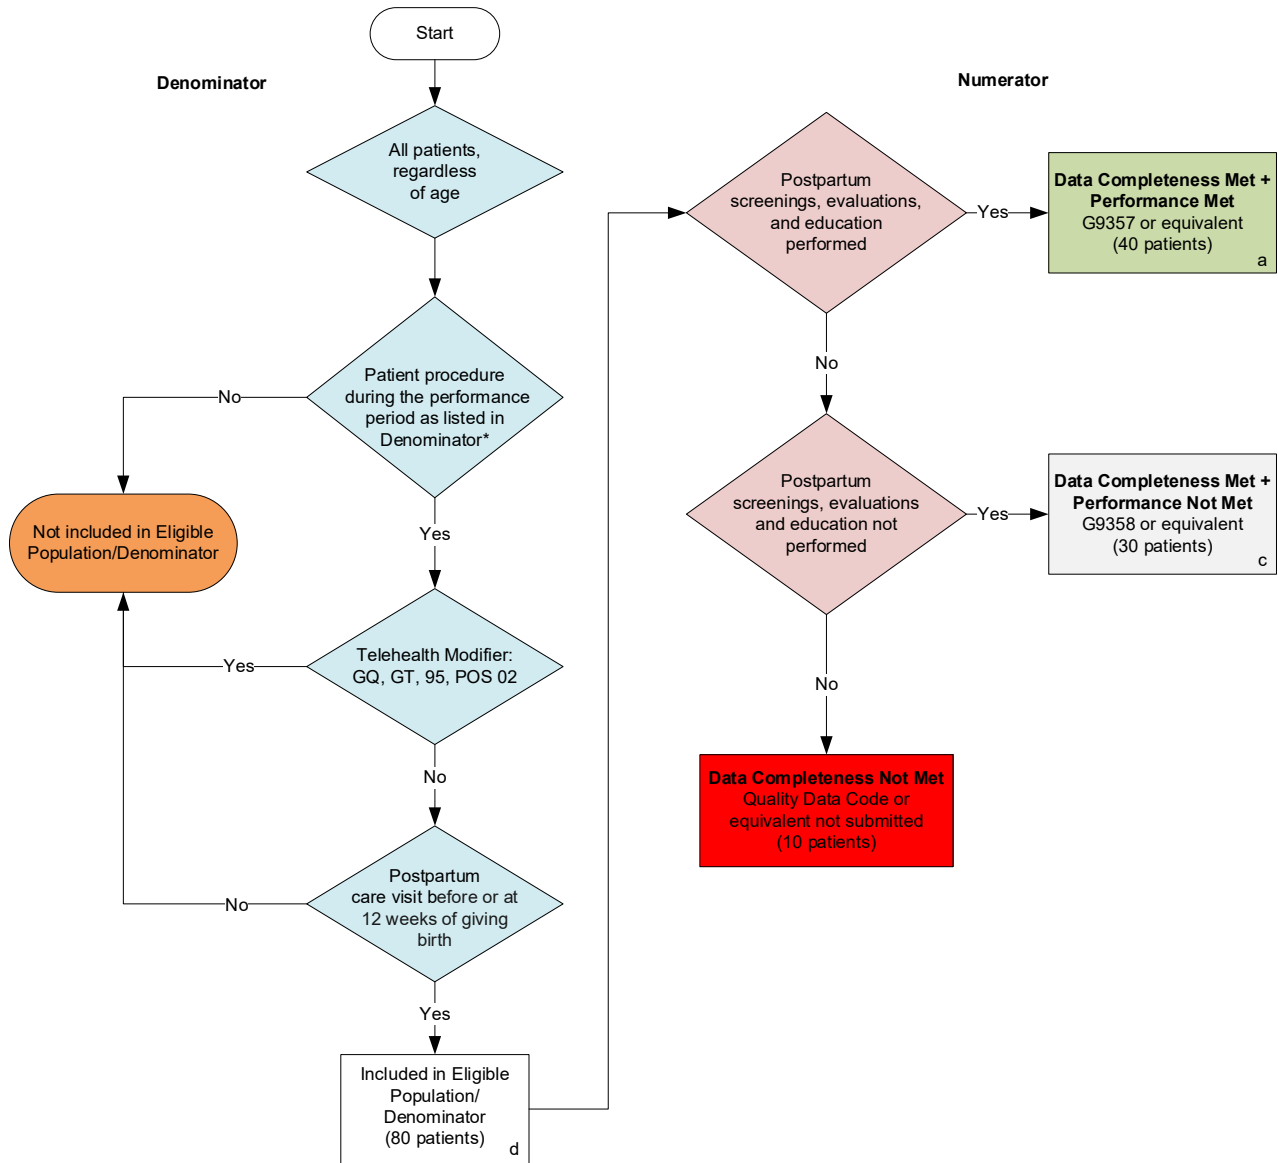 Start
Denominator
All patients,
regardless
of age
Patient procedure
during the performance
period as listed in
Denominator*
No
Not included in Eligible
Population/Denominator
Yes
Telehealth Modifier:
GQ, GT, 95, POS 02
Yes
No
Postpartum
care visit before or at
12 weeks of giving
birth
No
Yes
Included in Eligible
Population/
Denominator
(80 patients)
d
Numerator
Postpartum
screenings, evaluations,
and education
performed
Yes
Data Completeness Met +
Performance Met
G9357 or equivalent
(40 patients)
a
No
Postpartum
screenings, evaluations
and education not
performed
Yes
Data Completeness Met +
Performance Not Met
G9358 or equivalent
(30 patients)
c
No
Data Completeness Not Met
Quality Data Code or
equivalent not submitted
(10 patients)